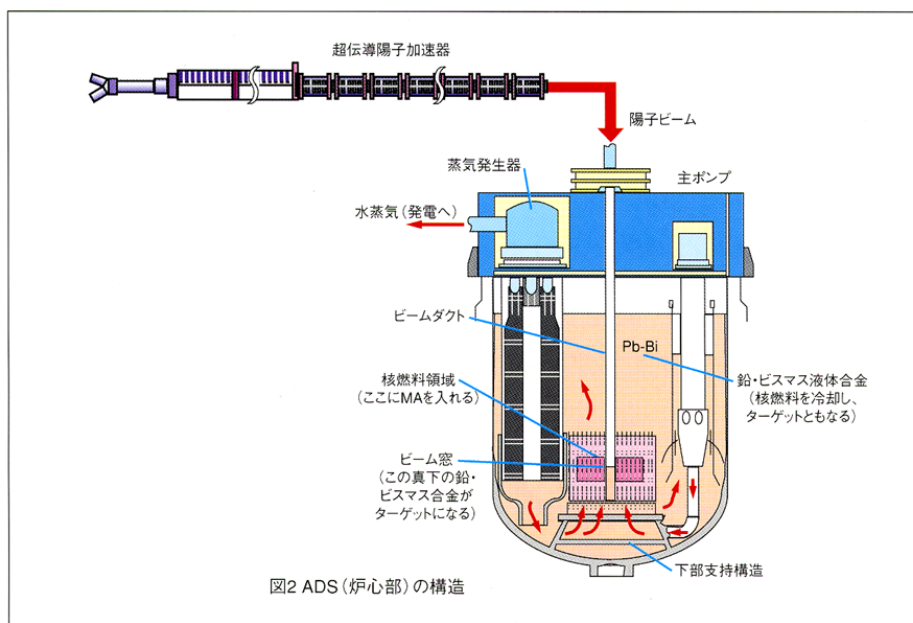 超伝導陽子加速器
陽子ビーム
蒸気発生器
主ポンプ
水蒸気(発電へ)
ビームダクト
Pb-Bi
核燃料領域
(ここにMAを入れる)
鉛・ビスマス液体合金
(核燃料を冷却し、
ターゲットともなる)
ビーム窓
(この真下の鉛・
ビスマス合金が
ターゲットになる)
下部支持構造
図2 ADS(炉心部)の構造